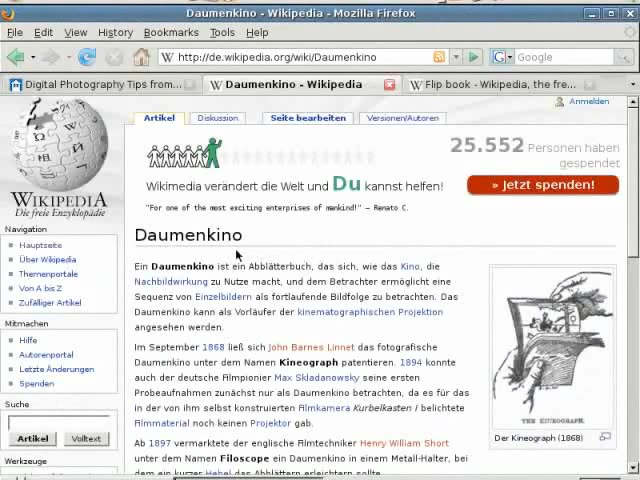 Daumenkino - Wikipedia - Mozilla Firefox
File Edit View History Bookmarks Tools Help
http://de.wikipedia.org/wiki/Daumenkino
Google
Digital Photography Tips from...
Daumenkino - Wikipedia
Flip book - Wikipedia, the fre...
Anmelden
Artikel
Diskussion
Seite bearbeiten
Versionen/Autoren
25.552 Personen haben
gespendet
Wikimedia verändert die Welt und Du kannst helfen!
» Jetzt spenden!
"For one of the most exciting enterprises of mankind!" — Renato C.
WIKIPEDIA
Die freie Enzyklopädie
Navigation
Hauptseite
Über Wikipedia
Themenportale
Von A bis Z
Zufälliger Artikel
Mitmachen
Hilfe
Autorenportal
Letzte Änderungen
Spenden
Suche
Artikel
Volltext
Werkzeuge
Daumenkino
Ein Daumenkino ist ein Abblätterbuch, das sich, wie das Kino, die
Nachbildwirkung zu Nutze macht, und dem Betrachter ermöglicht eine
Sequenz von Einzelbildern als fortlaufende Bildfolge zu betrachten. Das
Daumenkino kann als Vorläufer der kinematographischen Projektion
angesehen werden.
Im September 1868 ließ sich John Barnes Linnet das fotografische
Daumenkino unter dem Namen Kineograph patentieren. 1894 konnte
auch der deutsche Filmpionier Max Skladanowsky seine ersten
Probeaufnahmen zunächst nur als Daumenkino betrachten, da es für das
in der von ihm selbst konstruierten Filmkamera Kurbelkasten I belichtete
Filmmaterial noch keinen Projektor gab.
Ab 1897 vermarktete der englische Filmtechniker Henry William Short
unter dem Namen Filoscope ein Daumenkino in einem Metall-Halter, bei
dem ein kurzer Hebel das Abblättern erleichtern sollte
THE KINEOGRAPH.
Der Kineograph (1868)